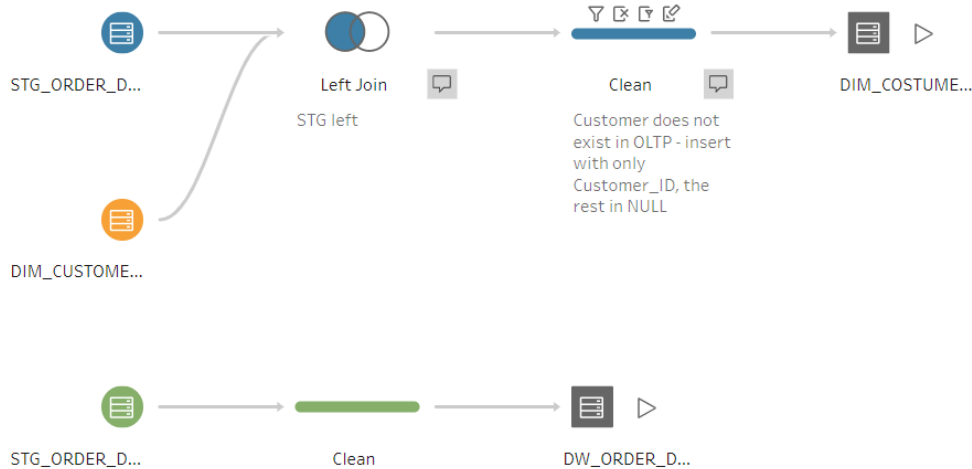 STG_ORDER_D...
Left Join
Clean
DIM_COSTUME...
STG left
Customer does not
exist in OLTP - insert
with only
Customer_ID, the
rest in NULL
DIM_CUSTOME...
STG_ORDER_D...
Clean
DW_ORDER_D...